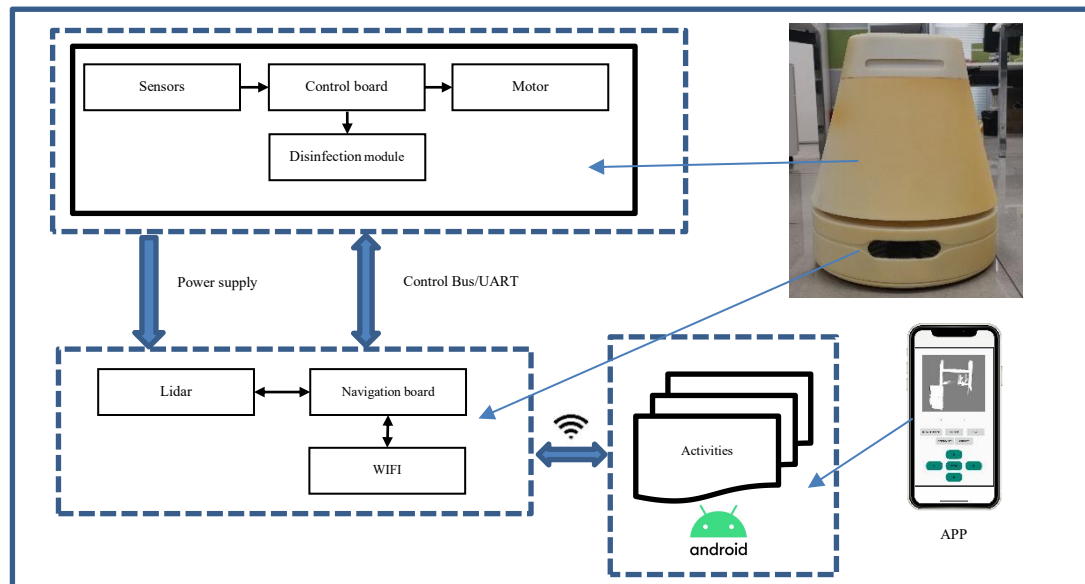 Sensors
Control board
Motor
Disinfection module
Power supply
Control Bus/UART
Lidar
Navigation board
WIFI
Activities
android
APP